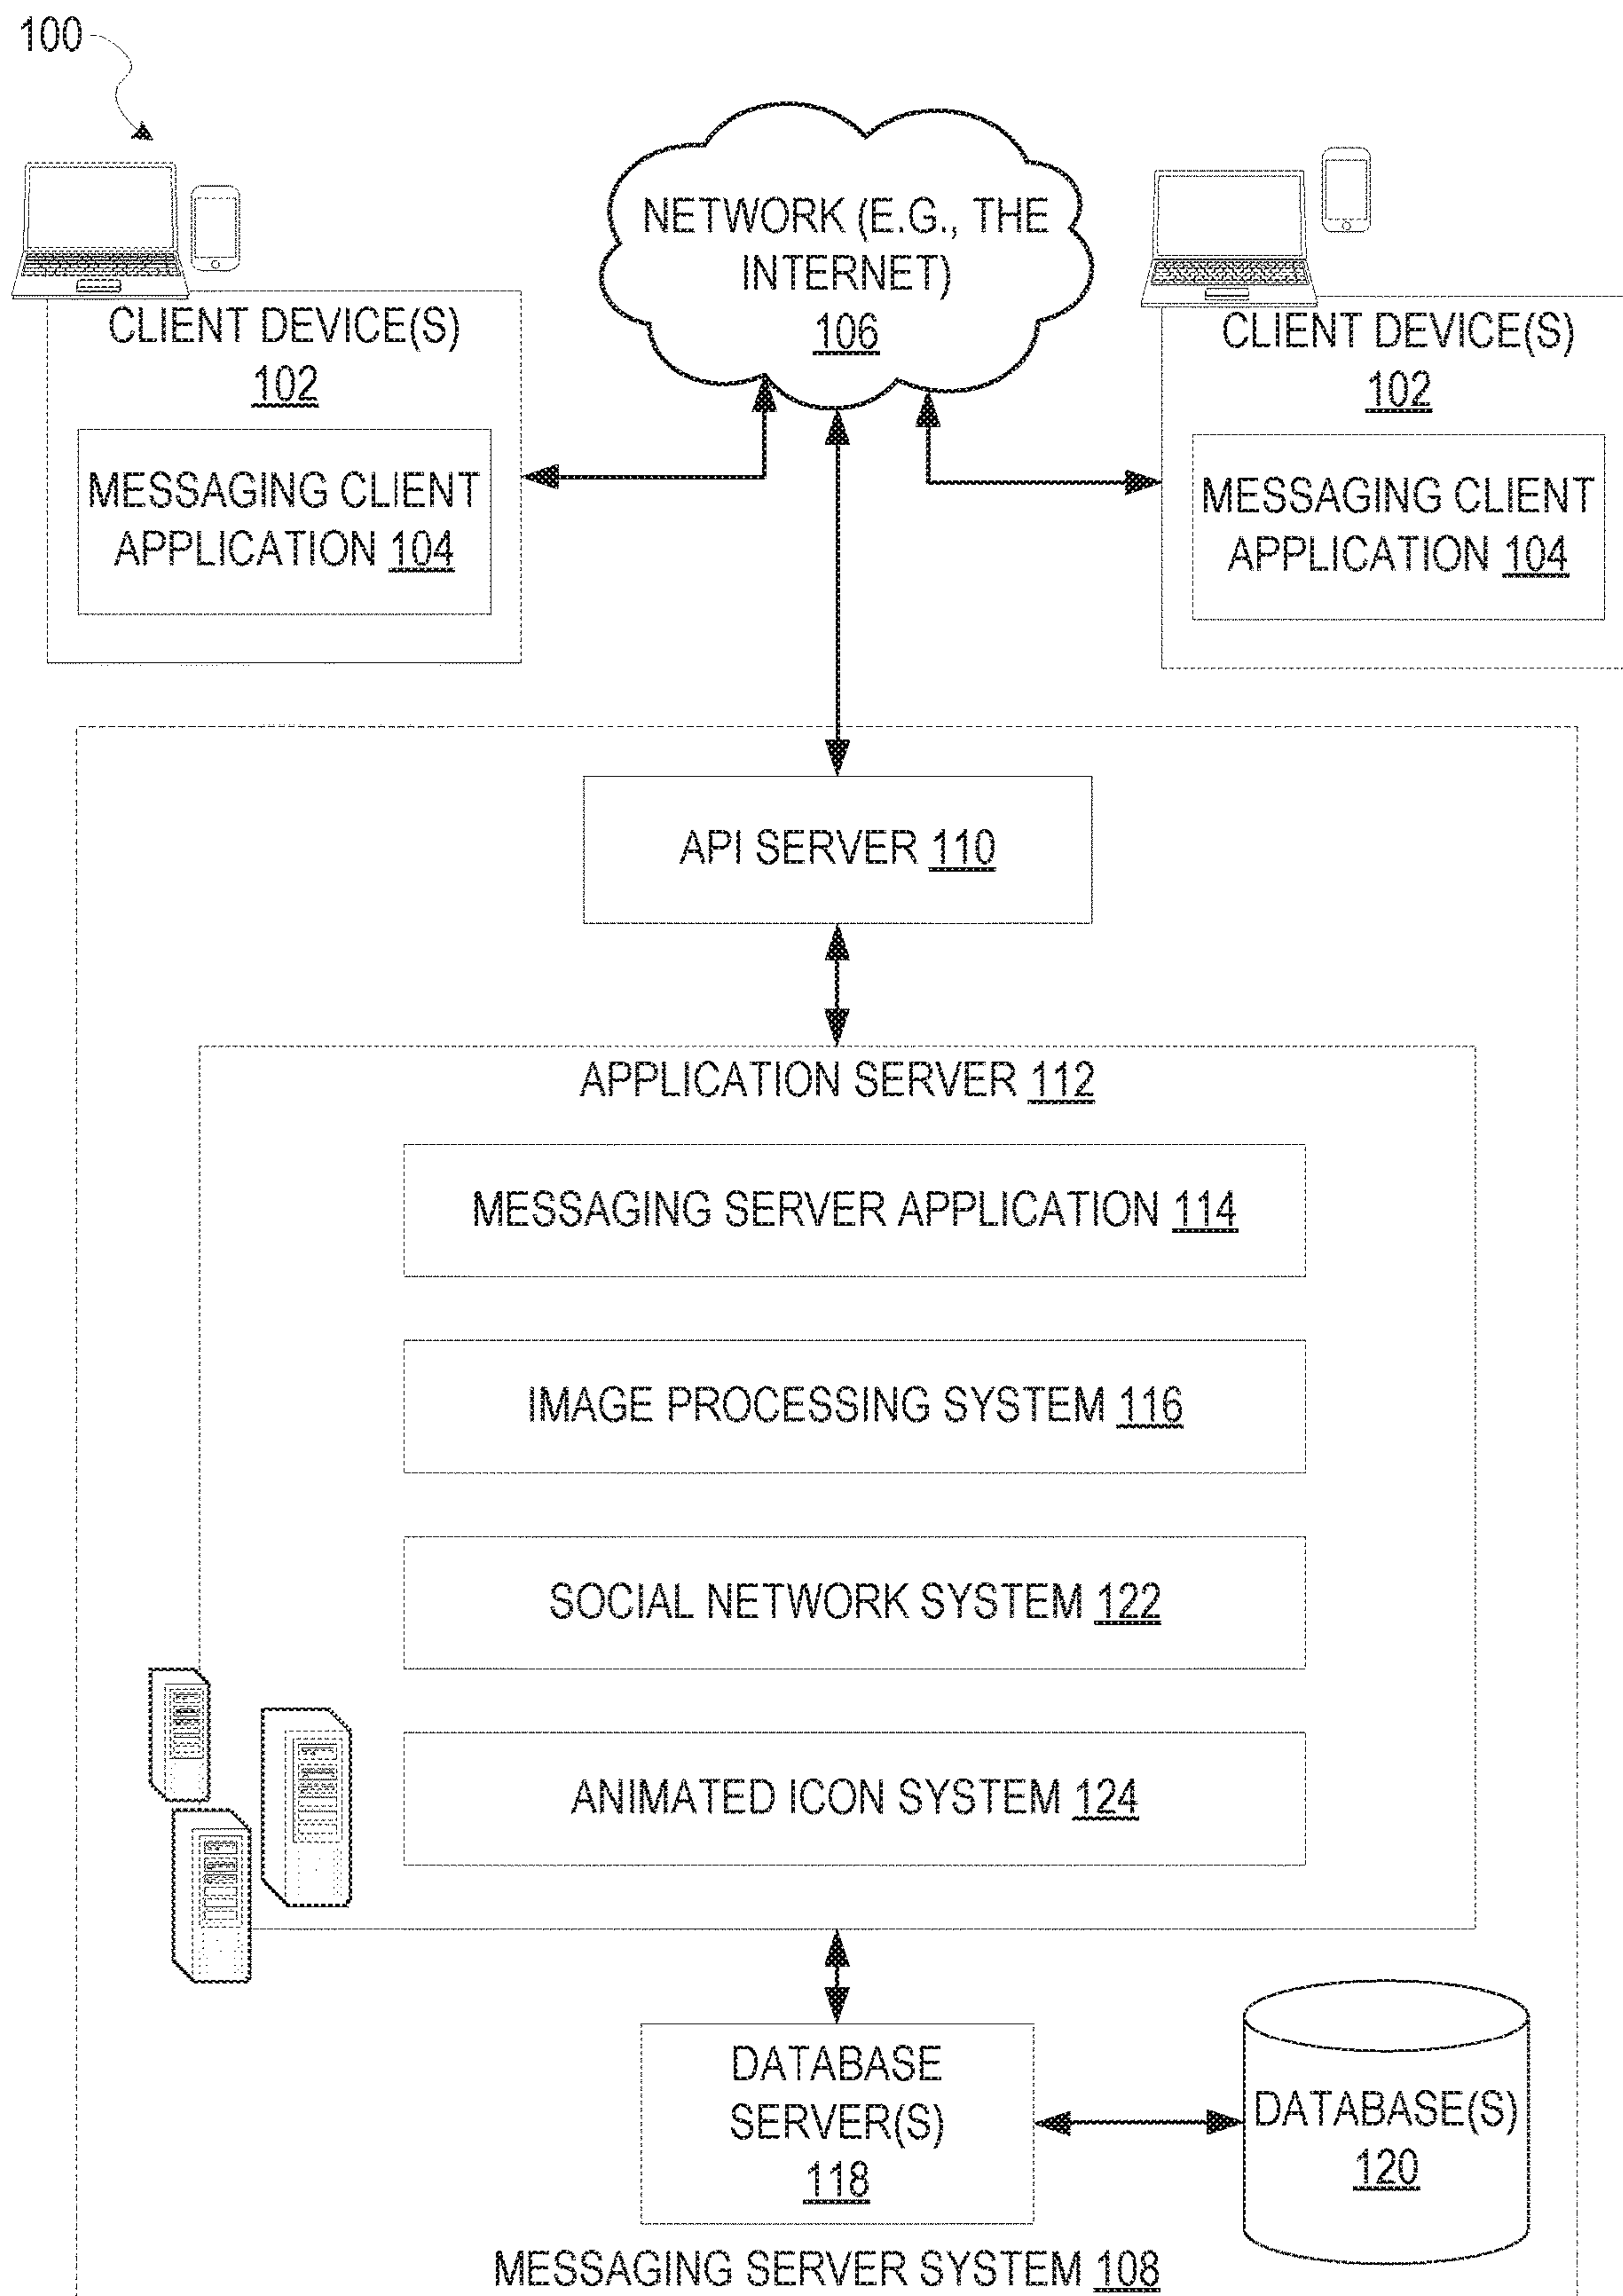 100
NETWORK (E.G., THE
INTERNET)
106
CLIENT DEVICE(S)
102
MESSAGING CLIENT
APPLICATION 104
CLIENT DEVICE(S)
102
MESSAGING CLIENT
APPLICATION 104
API SERVER 110
APPLICATION SERVER 112
MESSAGING SERVER APPLICATION 114
IMAGE PROCESSING SYSTEM 116
SOCIAL NETWORK SYSTEM 122
ANIMATED ICON SYSTEM 124
DATABASE
SERVER(S)
118
DATABASE(S)
120
MESSAGING SERVER SYSTEM 108